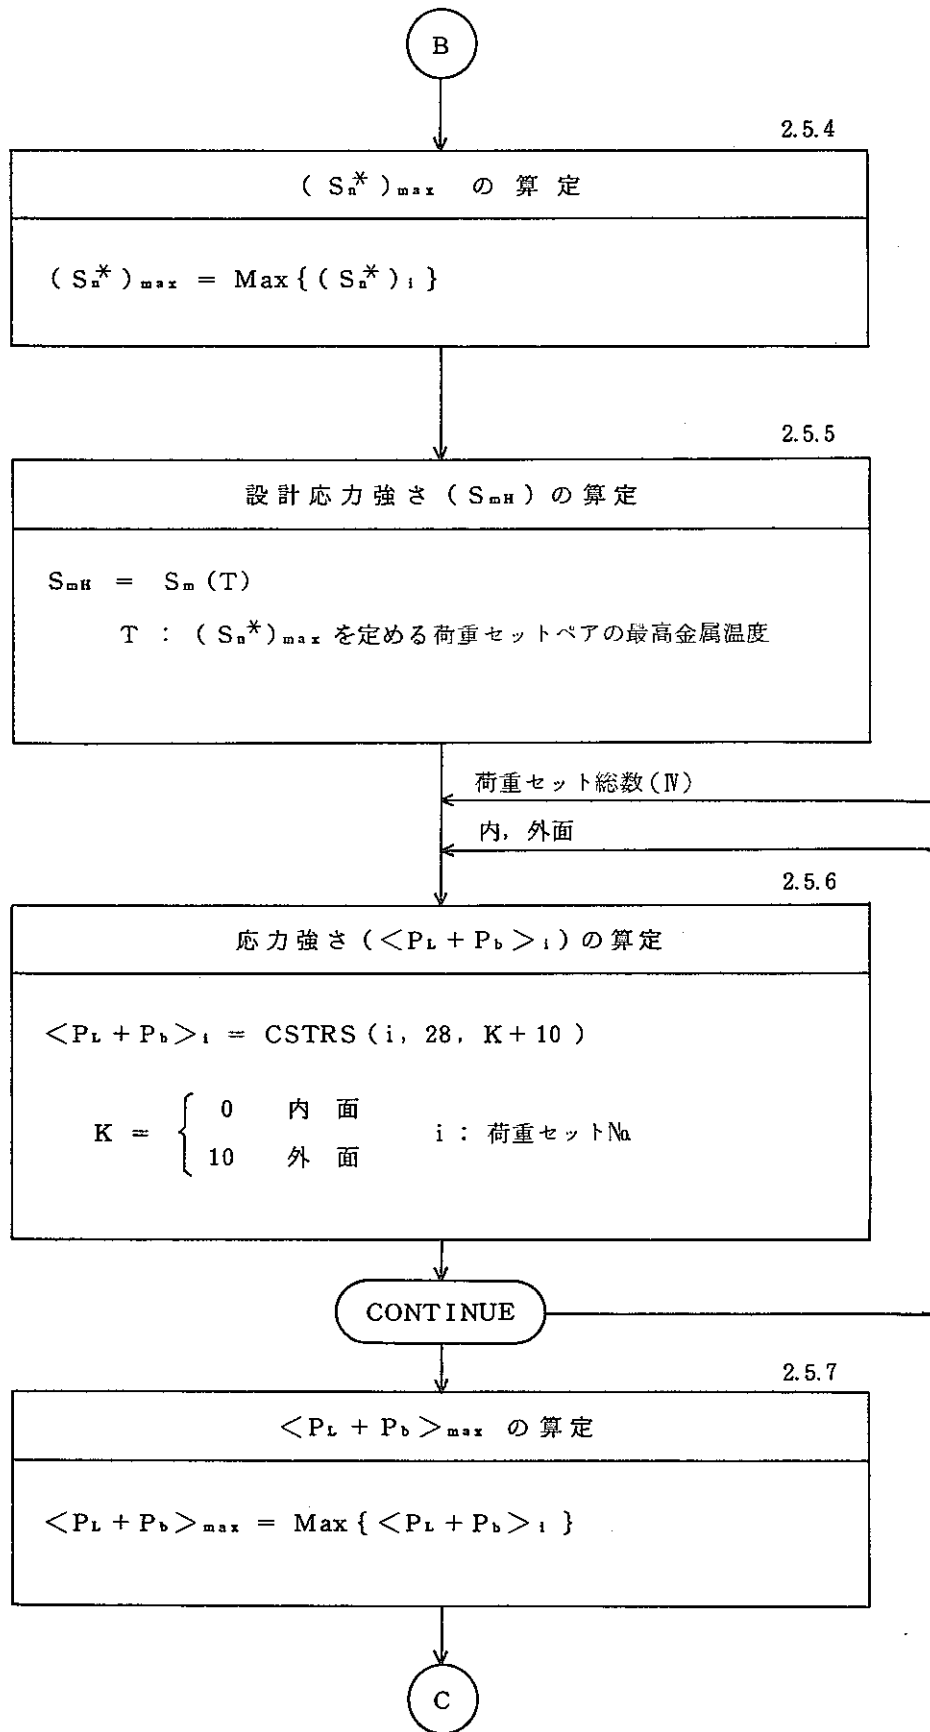 B
2.5.4
( Sn* )max の 算 定
( Sn* )max = Max { ( Sn* )i }
2.5.5
設計応力強さ ( SmH ) の算定
SmH = Sm (T)
T : ( Sn* )max を定める荷重セットペアの最高金属温度
荷重セット総数(Ⅳ)
内, 外面
2.5.6
応力強さ ( <PL + Pb>i ) の算定
<PL + Pb>i = CSTRS ( i, 28, K + 10 )
K = { 0 内 面
10 外 面
i : 荷重セット№
CONTINUE
2.5.7
<PL + Pb>max の算定
<PL + Pb>max = Max { <PL + Pb>i }
C